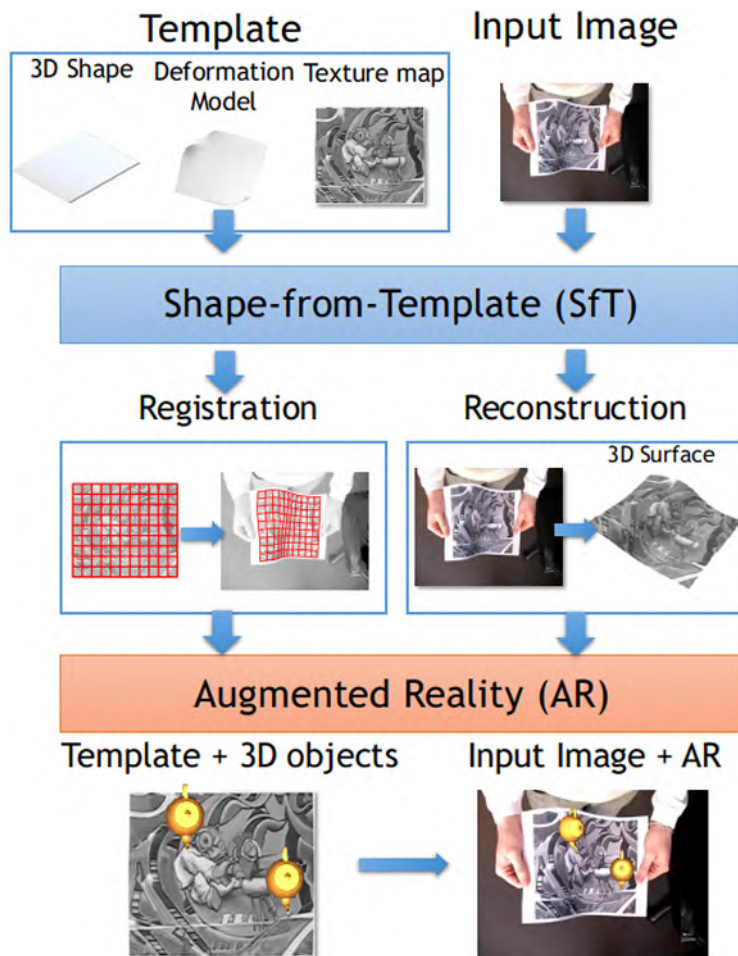 Template
Input Image
3D Shape
Deformation
Model
Texture map
Shape-from-Template (SfT)
Registration
Reconstruction
3D Surface
Augmented Reality (AR)
Template + 3D objects
Input Image + AR